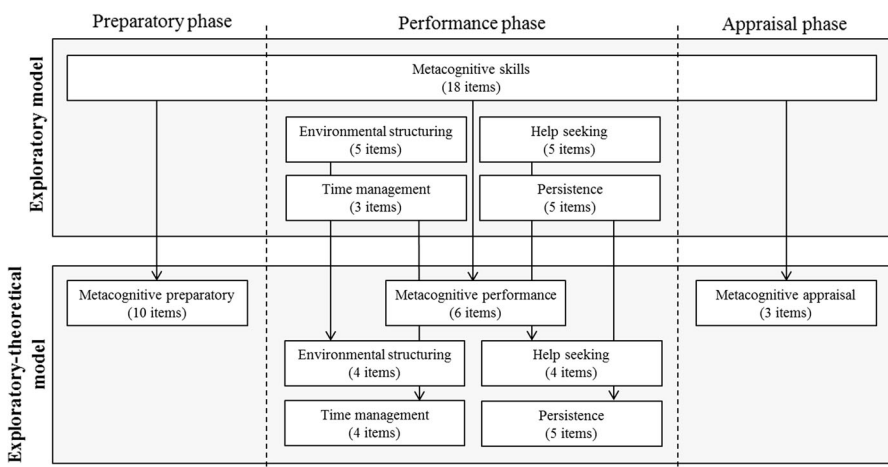 Preparatory phase
Performance phase
Appraisal phase
Exploratory model
Metacognitive skills
(18 items)
Environmental structuring
(5 items)
Help seeking
(5 items)
Time management
(3 items)
Persistence
(5 items)
Exploratory-theoretical
model
Metacognitive preparatory
(10 items)
Metacognitive performance
(6 items)
Metacognitive appraisal
(3 items)
Environmental structuring
(4 items)
Help seeking
(4 items)
Time management
(4 items)
Persistence
(5 items)